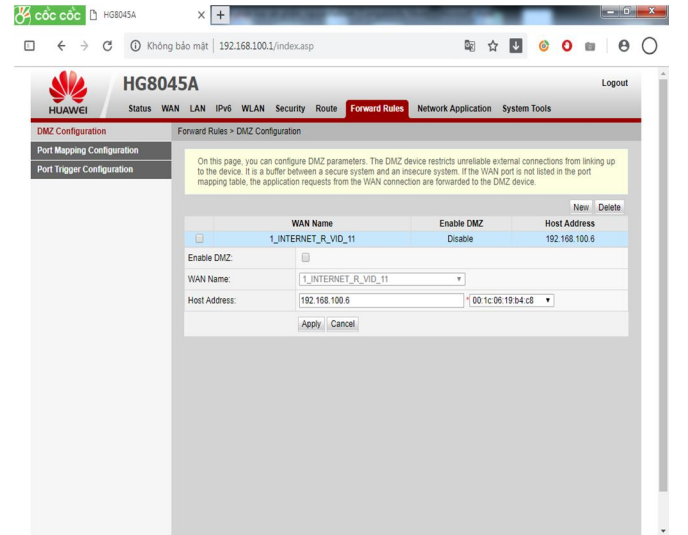 cốc cốc HG8045A
Không bảo mật 192.168.100.1/index.asp
HG8045A
Logout
HUAWEI
Status WAN LAN IPv6 WLAN Security Route Forward Rules Network Application System Tools
DMZ Configuration
Forward Rules > DMZ Configuration
Port Mapping Configuration
Port Trigger Configuration
On this page, you can configure DMZ parameters. The DMZ device restricts unreliable external connections from linking up
to the device. It is a buffer between a secure system and an insecure system. If the WAN port is not listed in the port
mapping table, the application requests from the WAN connection are forwarded to the DMZ device.
New Delete
WAN Name Enable DMZ Host Address
1_INTERNET_R_VID_11 Disable 192.168.100.6
Enable DMZ:
WAN Name: 1_INTERNET_R_VID_11
Host Address: 192.168.100.6 * 00:1c:06:19:b4:c8
Apply Cancel